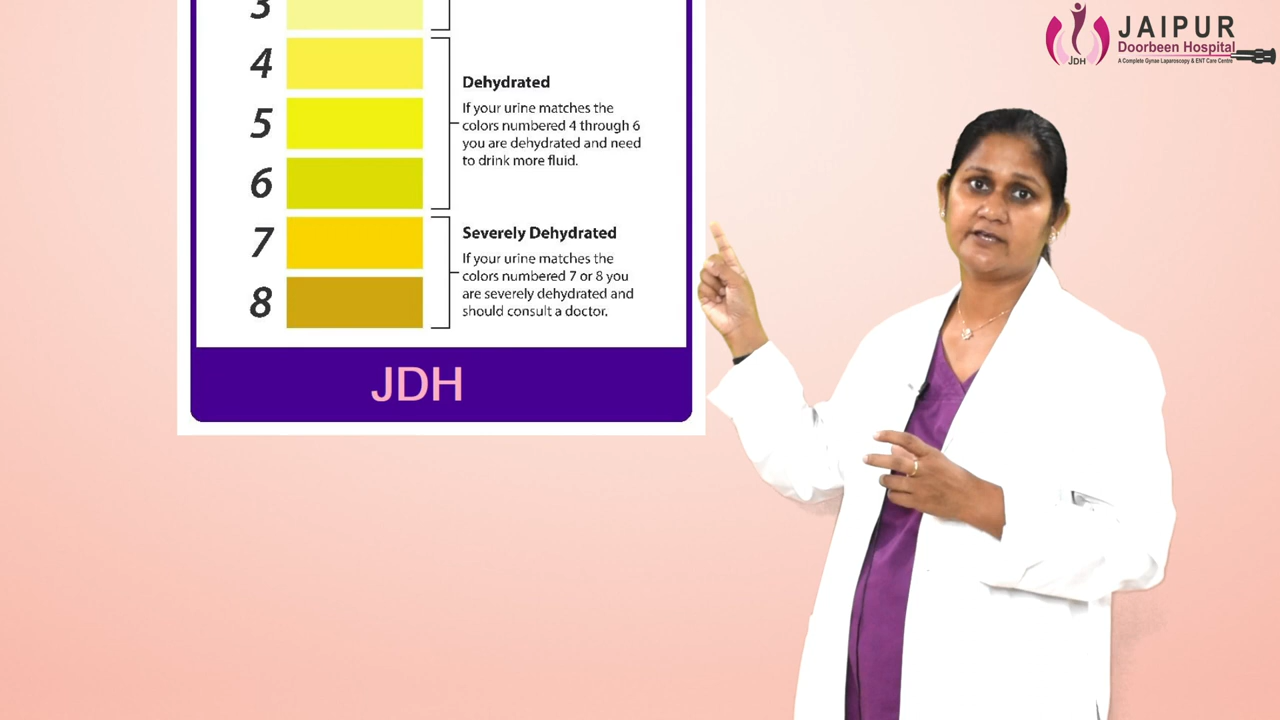 3
4
5
6
7
8
Dehydrated
If your urine matches the
colors numbered 4 through 6
you are dehydrated and need
to drink more fluid.
Severely Dehydrated
If your urine matches the
colors numbered 7 or 8 you
are severely dehydrated and
should consult a doctor.
JDH
JDH
JAIPUR
Doorbeen Hospital
A Complete Gynae Laparoscopy & ENT Care Centre